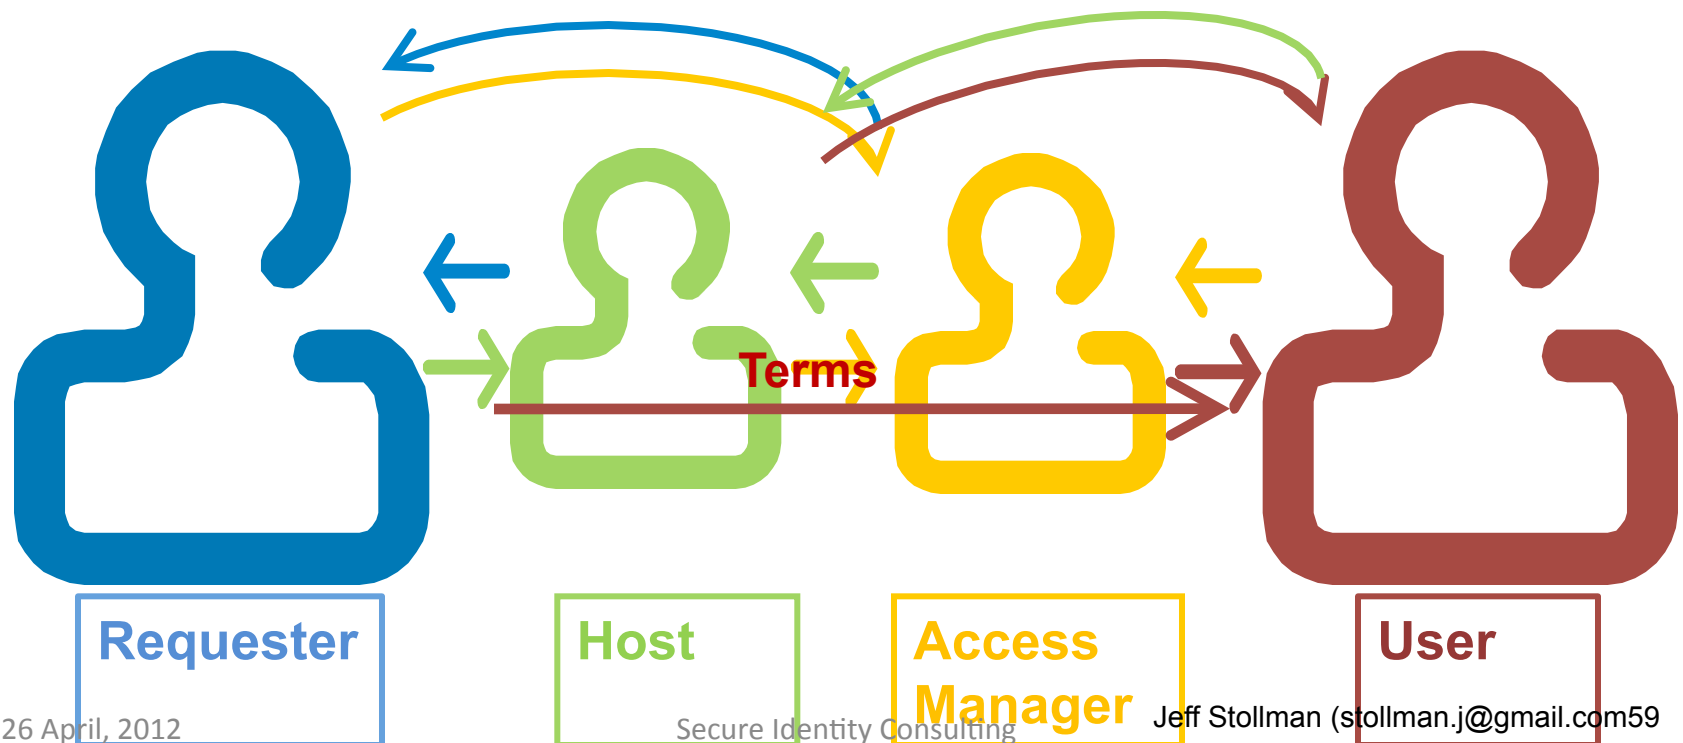 Terms
Requester
Host
Access
Manager
User
26 April, 2012
Secure Identity Consulting
Jeff Stollman (stollman.j@gmail.com59